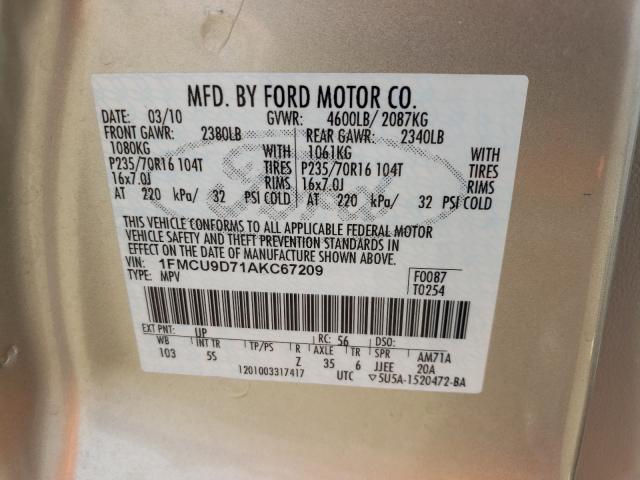 MFD. BY FORD MOTOR CO.
DATE: 03/10 GVWR: 4600LB/ 2087KG
FRONT GAWR: 2380LB REAR GAWR: 2340LB
1080KG WITH 1061KG WITH
P235/70R16 104T TIRES P235/70R16 104T TIRES
16x7.0J RIMS 16x7.0J RIMS
AT 220 kPa/ 32 PSI COLD AT 220 kPa/ 32 PSI COLD
Ford
THIS VEHICLE CONFORMS TO ALL APPLICABLE FEDERAL MOTOR
VEHICLE SAFETY AND THEFT PREVENTION STANDARDS IN
EFFECT ON THE DATE OF MANUFACTURE SHOWN ABOVE.
VIN: 1FMCU9D71AKC67209 F0087
TYPE: MPV T0254
EXT PNT: UP RC: 56 DSO:
WB INT TR TP/PS R AXLE TR SPR AM71A
103 5S Z 35 6 JJEE 20A
1201003317417 UTC ▽5U5A-1520472-BA